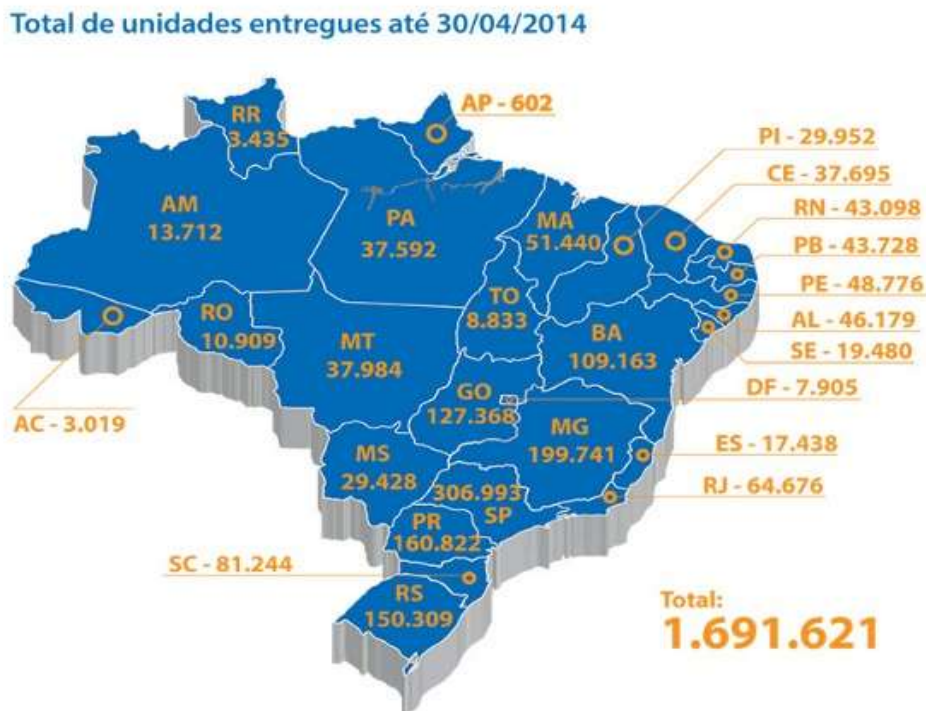 Total de unidades entregues até 30/04/2014
AP - 602
RR
3.435
PI - 29.952
CE - 37.695
AM
13.712
PA
37.592
MA
51.440
RN - 43.098
PB - 43.728
PE - 48.776
TO
8.833
RO
10.909
MT
37.984
BA
109.163
AL - 46.179
SE - 19.480
DF - 7.905
GO
127.368
AC - 3.019
MG
199.741
ES - 17.438
MS
29.428
RJ - 64.676
306.993
SP
PR
160.822
SC - 81.244
RS
150.309
Total:
1.691.621